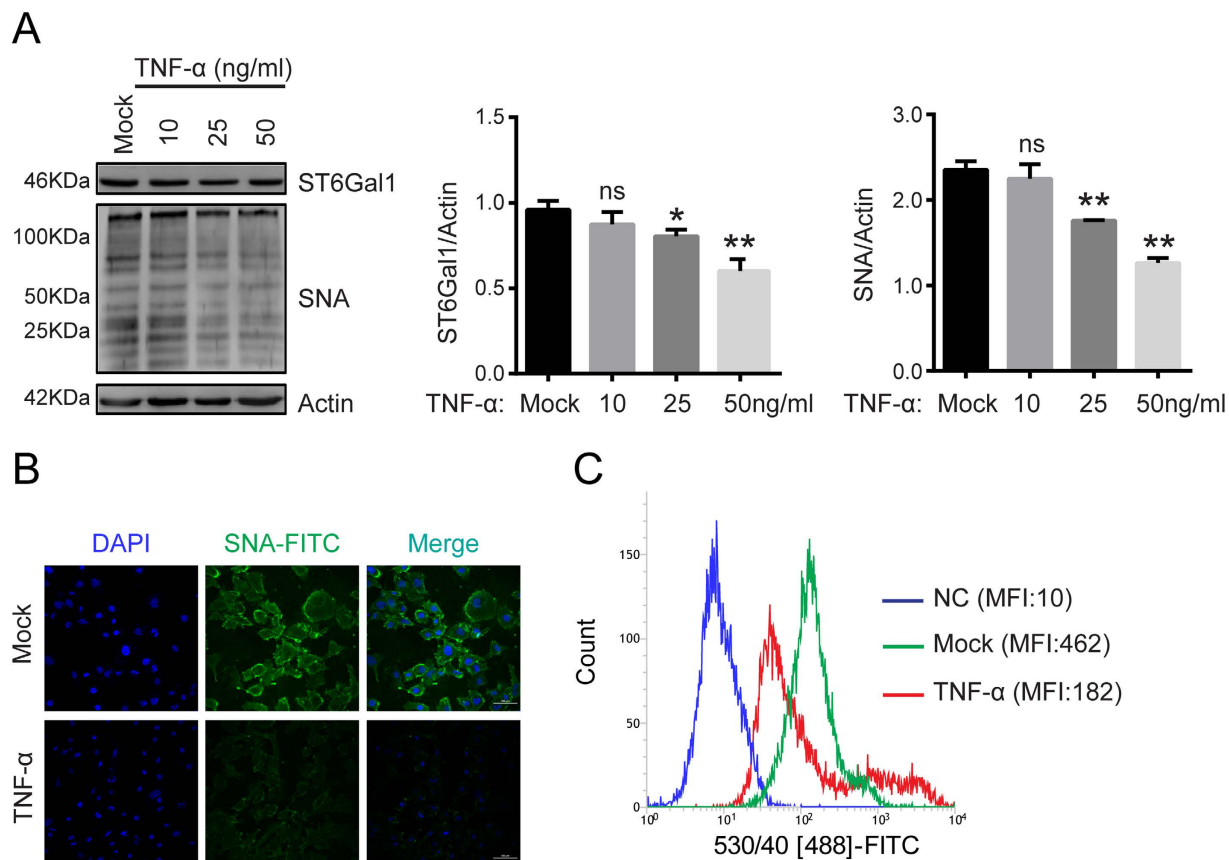 A
TNF-α (ng/ml)
Mock 10 25 50
46KDa ST6Gal1
100KDa
50KDa SNA
25KDa
42KDa Actin
ST6Gal1/Actin
1.5
1.0
0.5
0.0
ns * **
TNF-α: Mock 10 25 50ng/ml
SNA/Actin
3.0
2.0
1.0
0.0
ns ** **
TNF-α: Mock 10 25 50ng/ml
B
DAPI SNA-FITC Merge
Mock
TNF-α
C
Count
150
100
50
0
10⁰ 10¹ 10² 10³ 10⁴
530/40 [488]-FITC
NC (MFI:10)
Mock (MFI:462)
TNF-α (MFI:182)